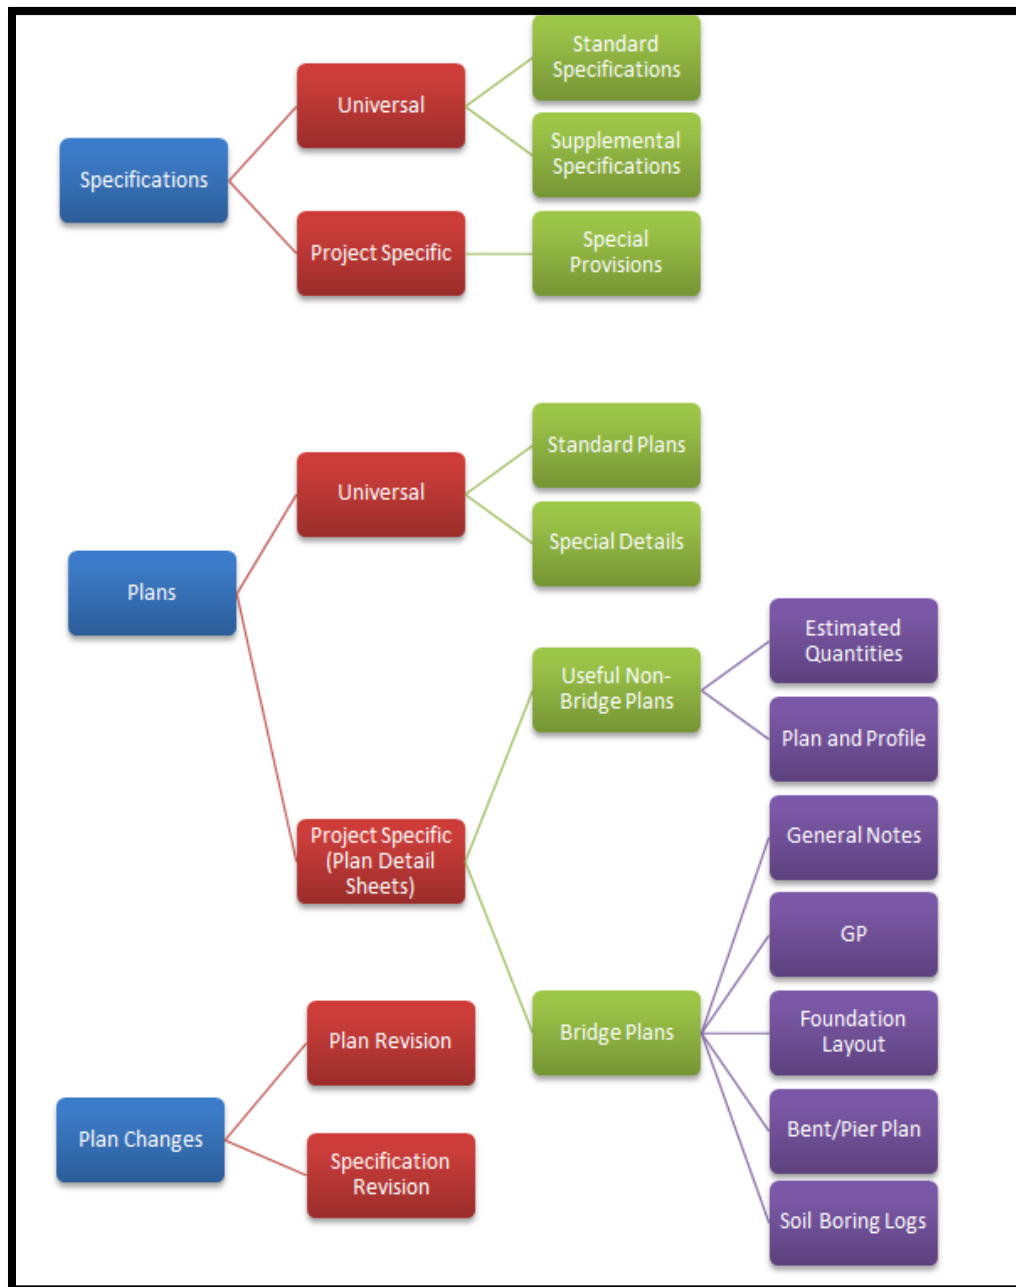 Specifications
Universal
Standard
Specifications
Supplemental
Specifications
Project Specific
Special
Provisions
Plans
Universal
Standard Plans
Special Details
Project Specific
(Plan Detail
Sheets)
Useful Non-
Bridge Plans
Estimated
Quantities
Plan and Profile
Bridge Plans
General Notes
GP
Foundation
Layout
Bent/Pier Plan
Soil Boring Logs
Plan Changes
Plan Revision
Specification
Revision